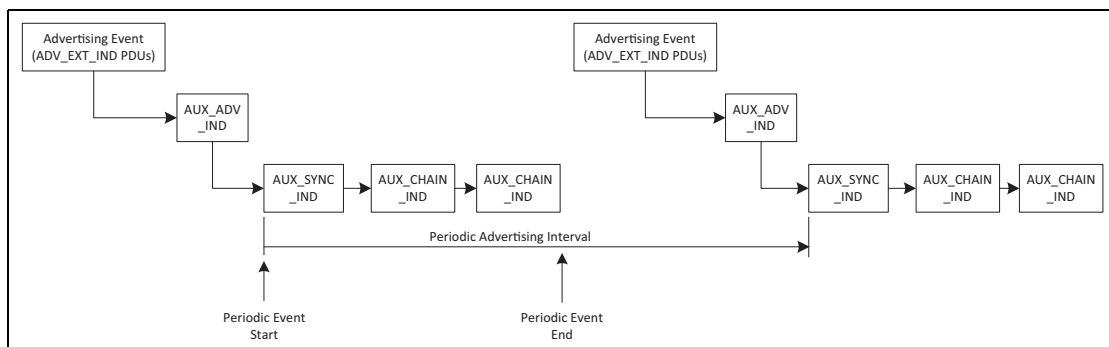 Advertising Event
(ADV_EXT_IND PDUs)
Advertising Event
(ADV_EXT_IND PDUs)
AUX_ADV
_IND
AUX_ADV
_IND
AUX_SYNC
_IND
AUX_CHAIN
_IND
AUX_CHAIN
_IND
AUX_SYNC
_IND
AUX_CHAIN
_IND
AUX_CHAIN
_IND
Periodic Advertising Interval
Periodic Event
Start
Periodic Event
End